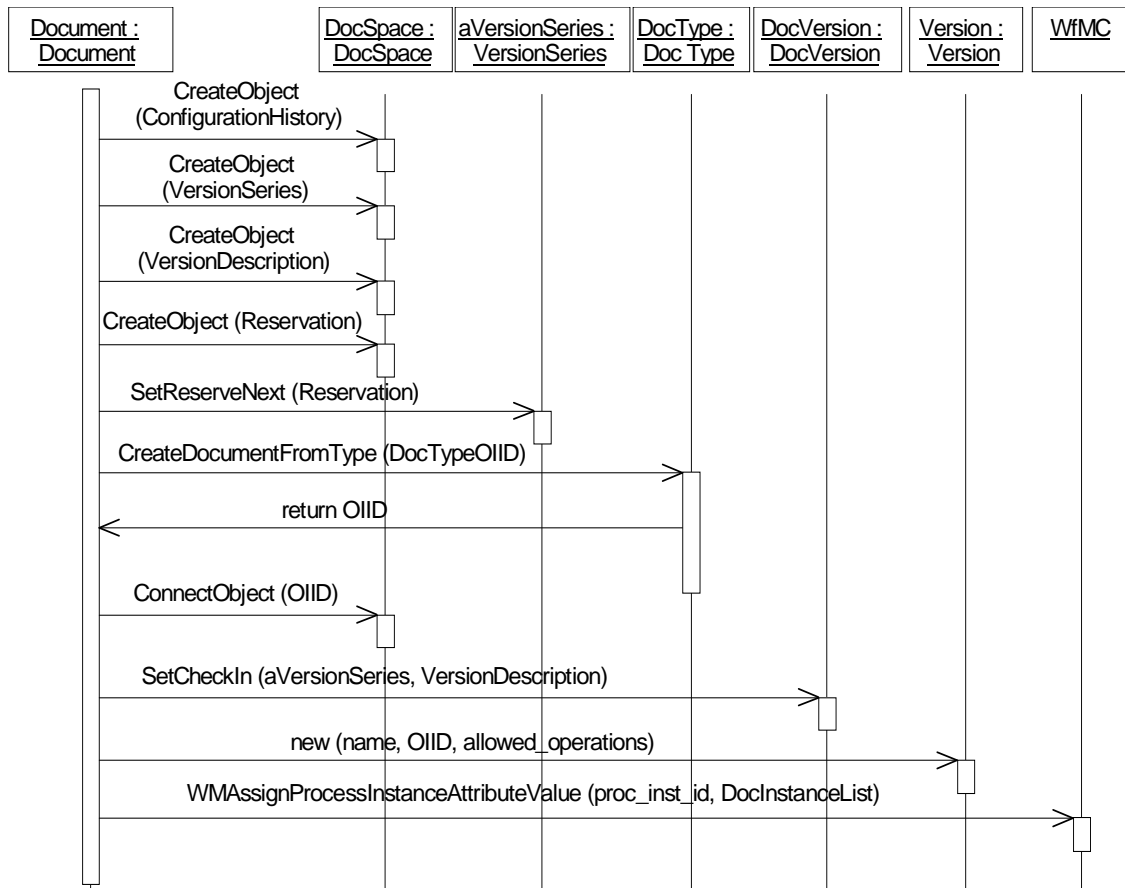 Document :
Document
DocSpace :
DocSpace
aVersionSeries :
VersionSeries
DocType :
Doc Type
DocVersion :
DocVersion
Version :
Version
WfMC
CreateObject
(ConfigurationHistory)
CreateObject
(VersionSeries)
CreateObject
(VersionDescription)
CreateObject (Reservation)
SetReserveNext (Reservation)
CreateDocumentFromType (DocTypeOIID)
return OIID
ConnectObject (OIID)
SetCheckIn (aVersionSeries, VersionDescription)
new (name, OIID, allowed_operations)
WMAssignProcessInstanceAttributeValue (proc_inst_id, DocInstanceList)